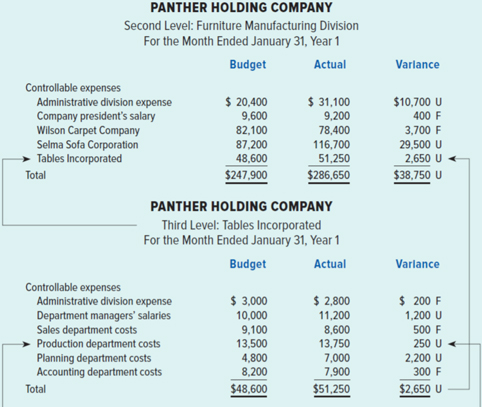 PANTHER HOLDING COMPANY
Second Level: Furniture Manufacturing Division
For the Month Ended January 31, Year 1
Budget Actual Variance
Controllable expenses
Administrative division expense $ 20,400 $ 31,100 $10,700 U
Company president's salary 9,600 9,200 400 F
Wilson Carpet Company 82,100 78,400 3,700 F
Selma Sofa Corporation 87,200 116,700 29,500 U
Tables Incorporated 48,600 51,250 2,650 U
Total $247,900 $286,650 $38,750 U
PANTHER HOLDING COMPANY
Third Level: Tables Incorporated
For the Month Ended January 31, Year 1
Budget Actual Variance
Controllable expenses
Administrative division expense $ 3,000 $ 2,800 $ 200 F
Department managers' salaries 10,000 11,200 1,200 U
Sales department costs 9,100 8,600 500 F
Production department costs 13,500 13,750 250 U
Planning department costs 4,800 7,000 2,200 U
Accounting department costs 8,200 7,900 300 F
Total $48,600 $51,250 $2,650 U